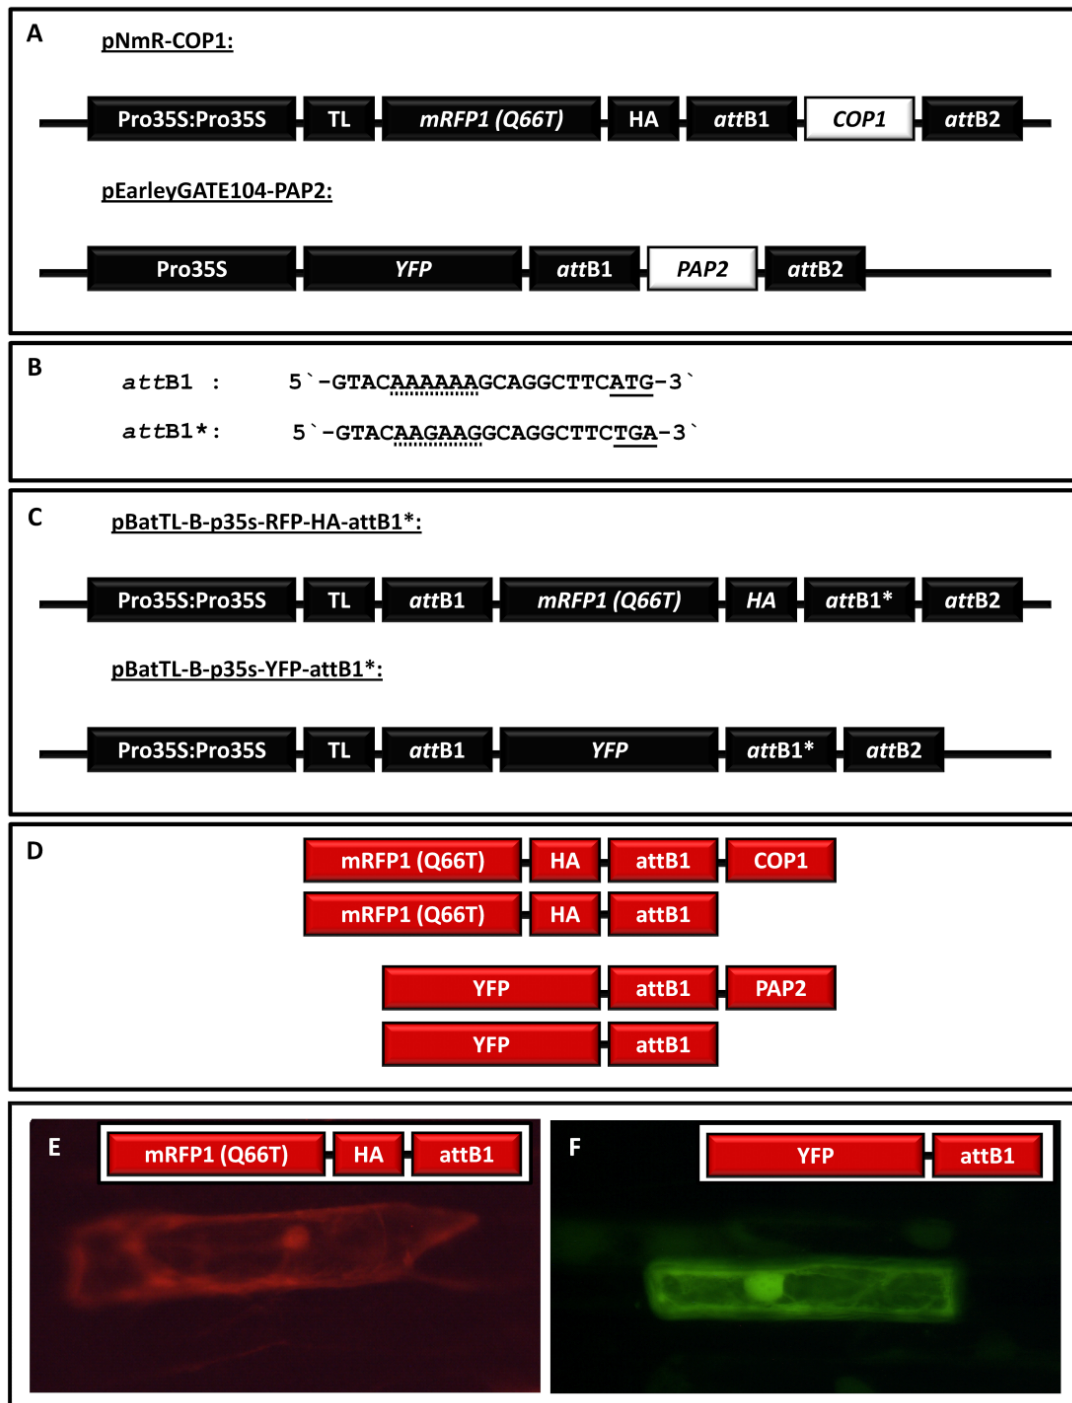 A
pNmR-COP1:
Pro35S:Pro35S TL mRFP1 (Q66T) HA attB1 COP1 attB2
pEarleyGATE104-PAP2:
Pro35S YFP attB1 PAP2 attB2
B
attB1 : 5`-GTACAAAAAAGCAGGCTTCATG-3`
attB1*: 5`-GTACAAGAAGGCAGGCTTCTGA-3`
C
pBatTL-B-p35s-RFP-HA-attB1*:
Pro35S:Pro35S TL attB1 mRFP1 (Q66T) HA attB1* attB2
pBatTL-B-p35s-YFP-attB1*:
Pro35S:Pro35S TL attB1 YFP attB1* attB2
D
mRFP1 (Q66T) HA attB1 COP1
mRFP1 (Q66T) HA attB1
YFP attB1 PAP2
YFP attB1
E
mRFP1 (Q66T) HA attB1
F
YFP attB1